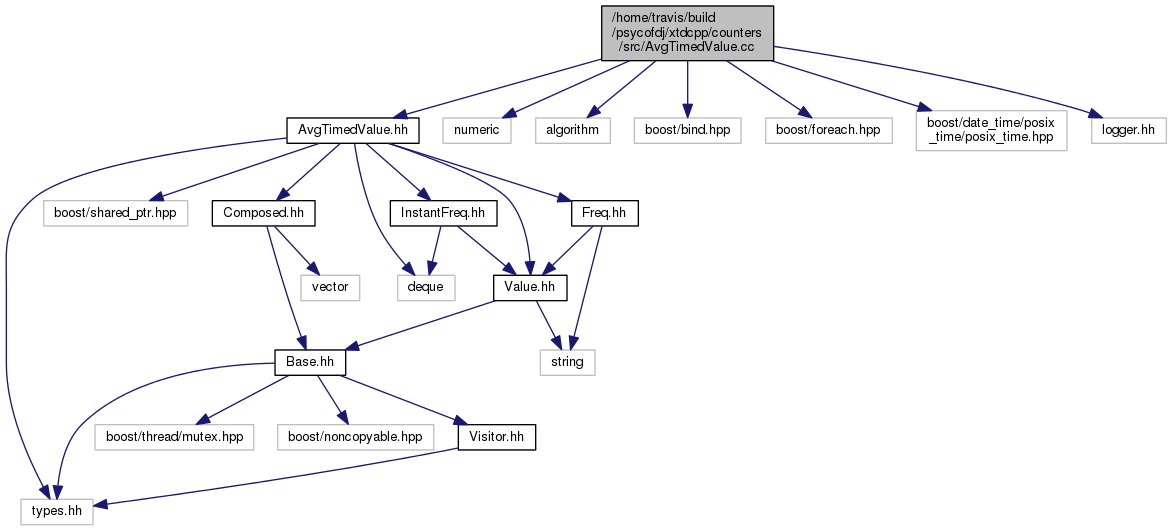 /home/travis/build
/psycofdj/xtdcpp/counters
/src/AvgTimedValue.cc
AvgTimedValue.hh
numeric
algorithm
boost/bind.hpp
boost/foreach.hpp
boost/date_time/posix
_time/posix_time.hpp
logger.hh
boost/shared_ptr.hpp
Composed.hh
InstantFreq.hh
Freq.hh
vector
deque
Value.hh
Base.hh
string
boost/thread/mutex.hpp
boost/noncopyable.hpp
Visitor.hh
types.hh